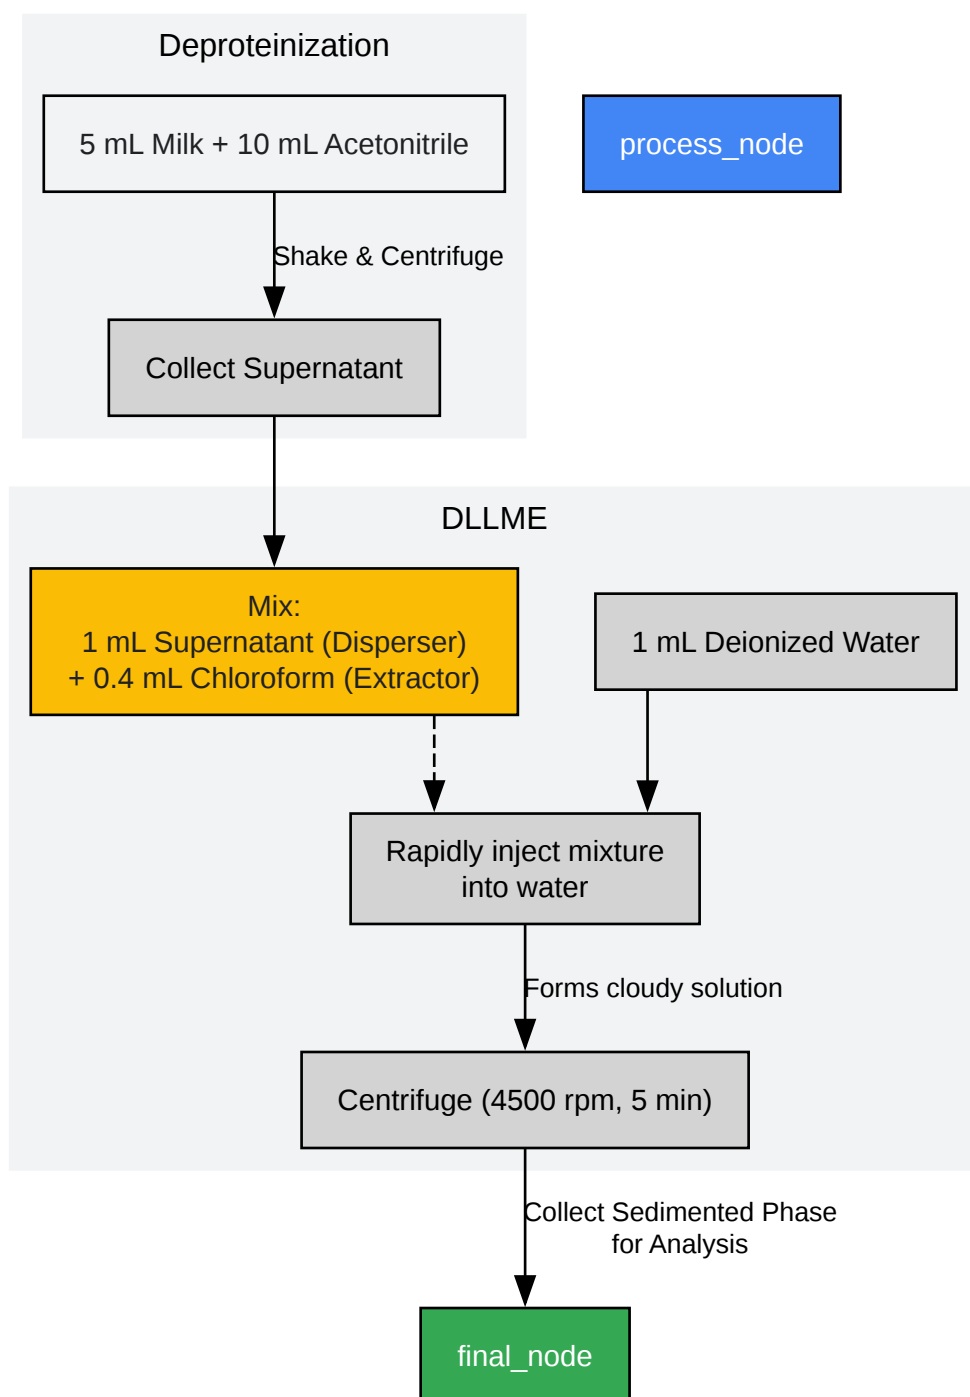 Deproteinization
5 mL Milk + 10 mL Acetonitrile
process_node
Shake & Centrifuge
Collect Supernatant
DLLME
Mix:
1 mL Supernatant (Disperser)
+ 0.4 mL Chloroform (Extractor)
1 mL Deionized Water
Rapidly inject mixture
into water
Forms cloudy solution
Centrifuge (4500 rpm, 5 min)
Collect Sedimented Phase
for Analysis
final_node